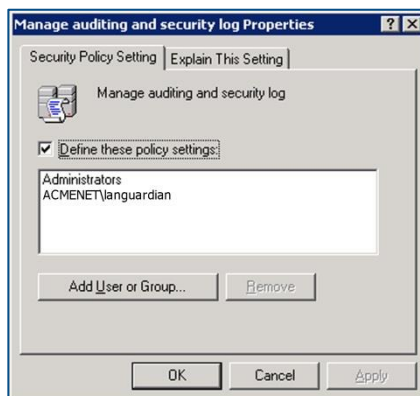 Manage auditing and security log Properties
? X
Security Policy Setting
Explain This Setting
Manage auditing and security log
Define these policy settings:
Administrators
ACMENET\languardian
Add User or Group...
Remove
OK
Cancel
Apply